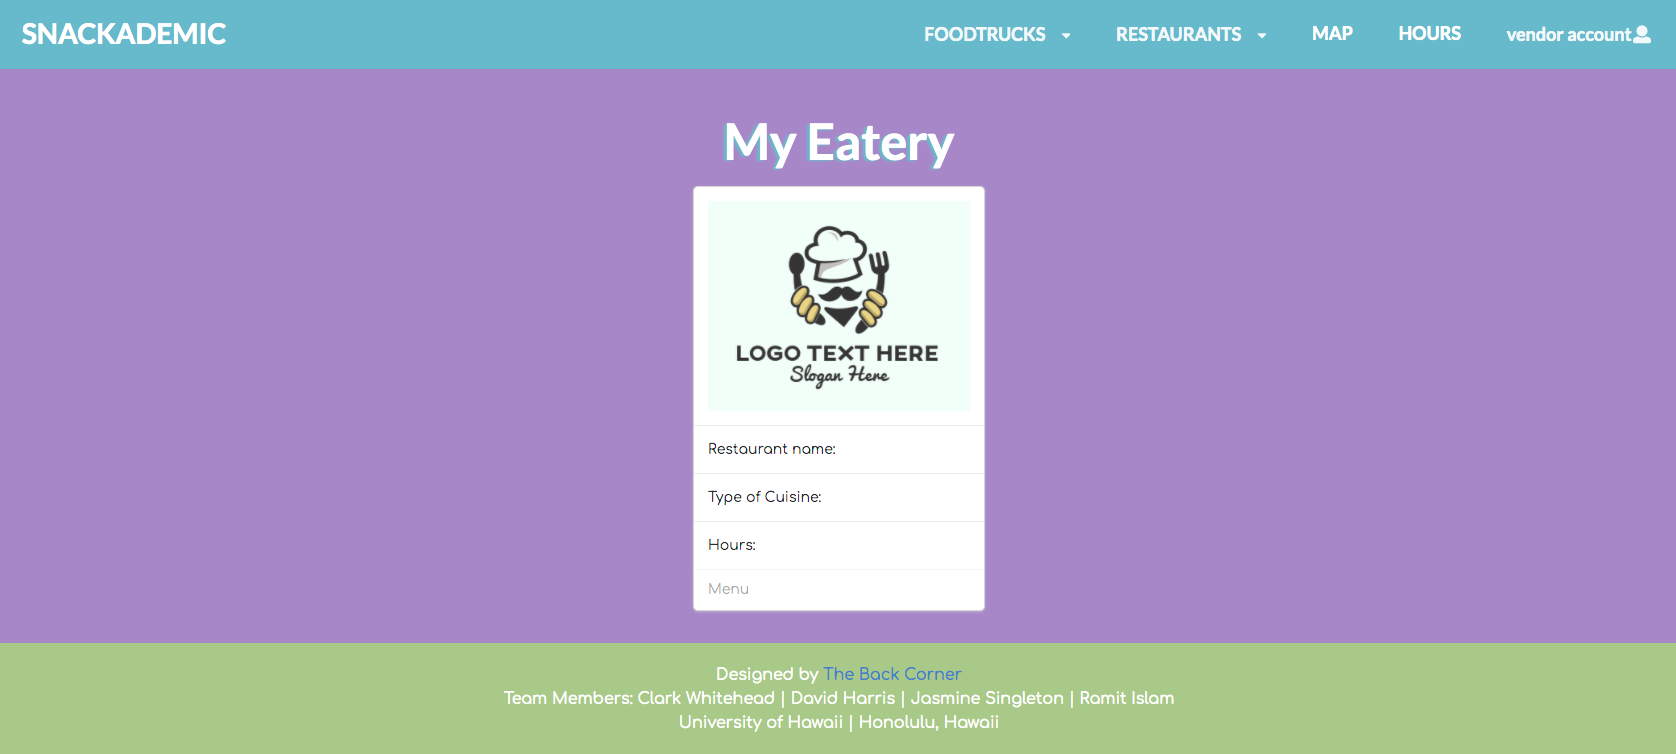 SNACKADEMIC FOODTRUCKS RESTAURANTS MAP HOURS vendor account
My Eatery
LOGO TEXT HERE
Slogan Here
Restaurant name:
Type of Cuisine:
Hours:
Menu
Designed by The Back Corner
Team Members: Clark Whitehead | David Harris | Jasmine Singleton | Ramit Islam
University of Hawaii | Honolulu, Hawaii